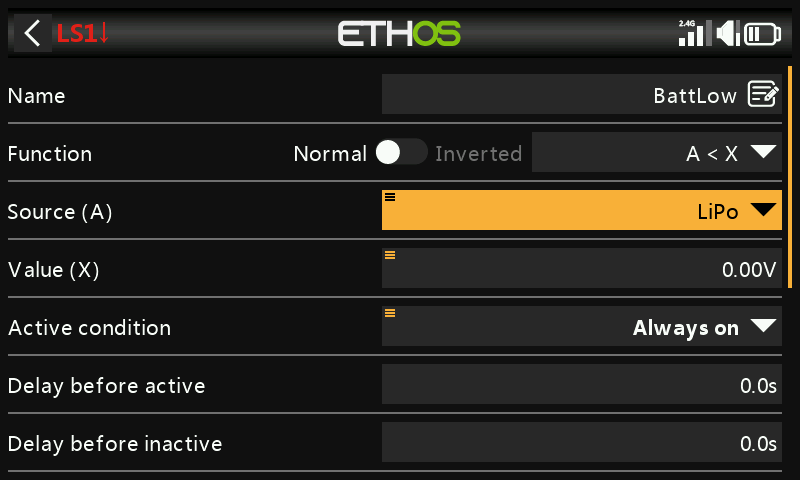 LS1↓ ETHOS 2.4G
Name BattLow
Function Normal Inverted A < X
Source (A) LiPo
Value (X) 0.00V
Active condition Always on
Delay before active 0.0s
Delay before inactive 0.0s